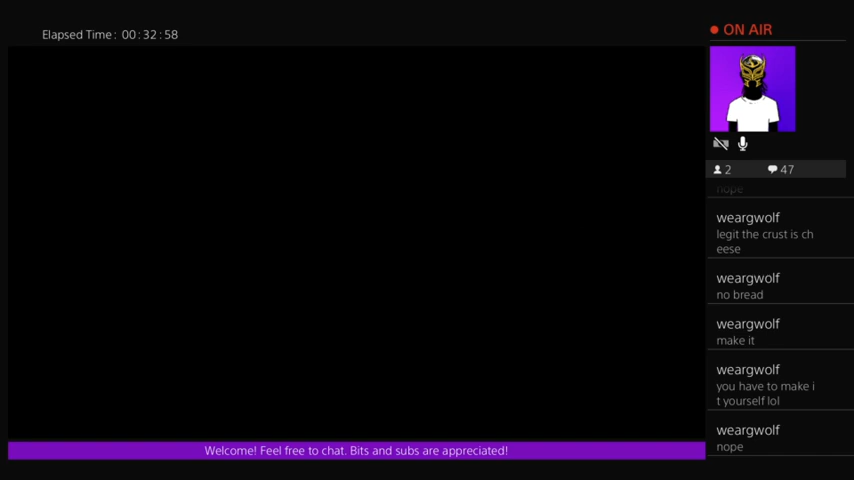 Elapsed Time: 00:32:58
ON AIR
2 47
nope
weargwolf
legit the crust is ch
eese
weargwolf
no bread
weargwolf
make it
weargwolf
you have to make i
t yourself lol
weargwolf
nope
Welcome! Feel free to chat. Bits and subs are appreciated!